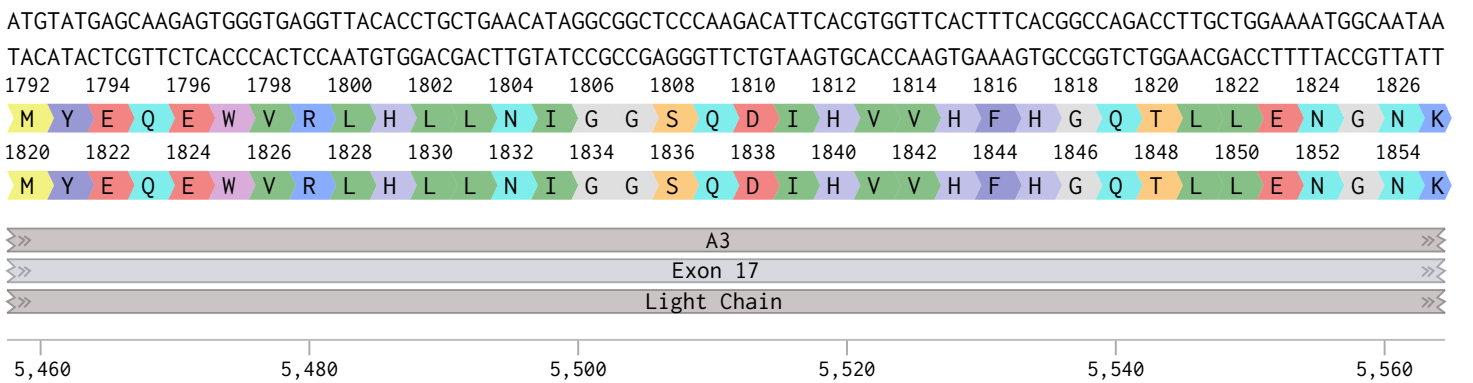 ATGTATGAGCAAGAGTGGGTGAGGTTACACCTGCTGAACATAGGCGGCTCCCAAGACATTCACGTGGTTCACTTTCACGGCCAGACCTTGCTGGAAAATGGCAATAA
TACATACTCGTTCTCACCCACTCCAATGTGGACGACTTGTATCCGCCGAGGGTTCTGTAAGTGCACCAAGTGAAAGTGCCGGTCTGGAACGACCTTTTACCGTTATT
1792 1794 1796 1798 1800 1802 1804 1806 1808 1810 1812 1814 1816 1818 1820 1822 1824 1826
M Y E Q E W V R L H L L N I G G S Q D I H V V H F H G Q T L L E N G N K
1820 1822 1824 1826 1828 1830 1832 1834 1836 1838 1840 1842 1844 1846 1848 1850 1852 1854
M Y E Q E W V R L H L L N I G G S Q D I H V V H F H G Q T L L E N G N K
A3
Exon 17
Light Chain
5,460 5,480 5,500 5,520 5,540 5,560